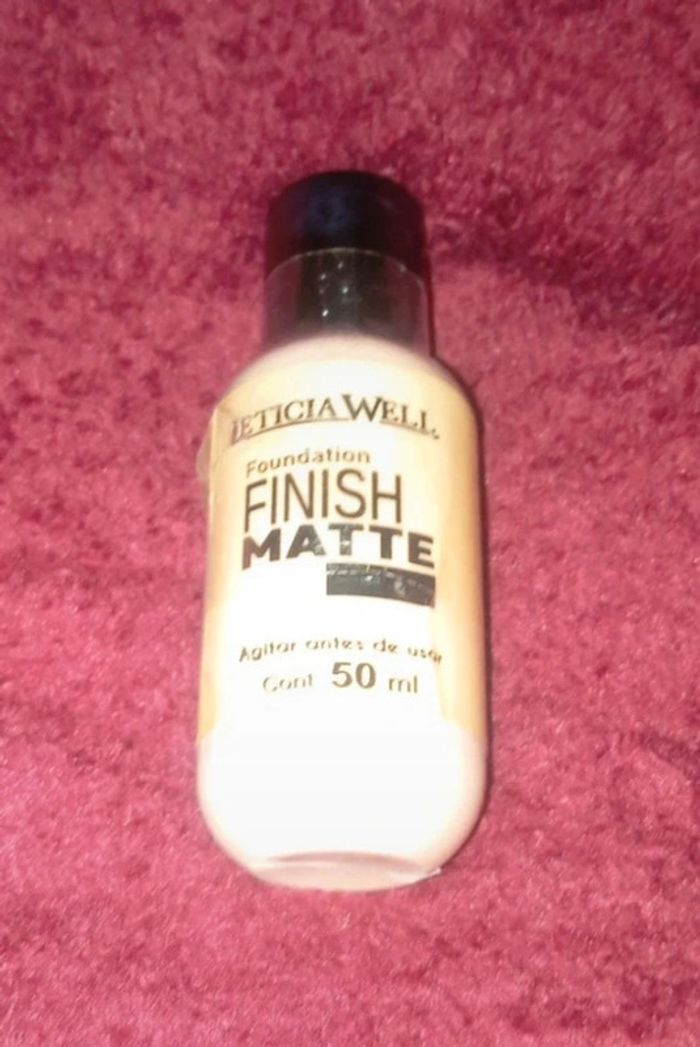 LETICIA WELL
Foundation
FINISH
MATTE
Agitar antes de usar
Cont 50 ml